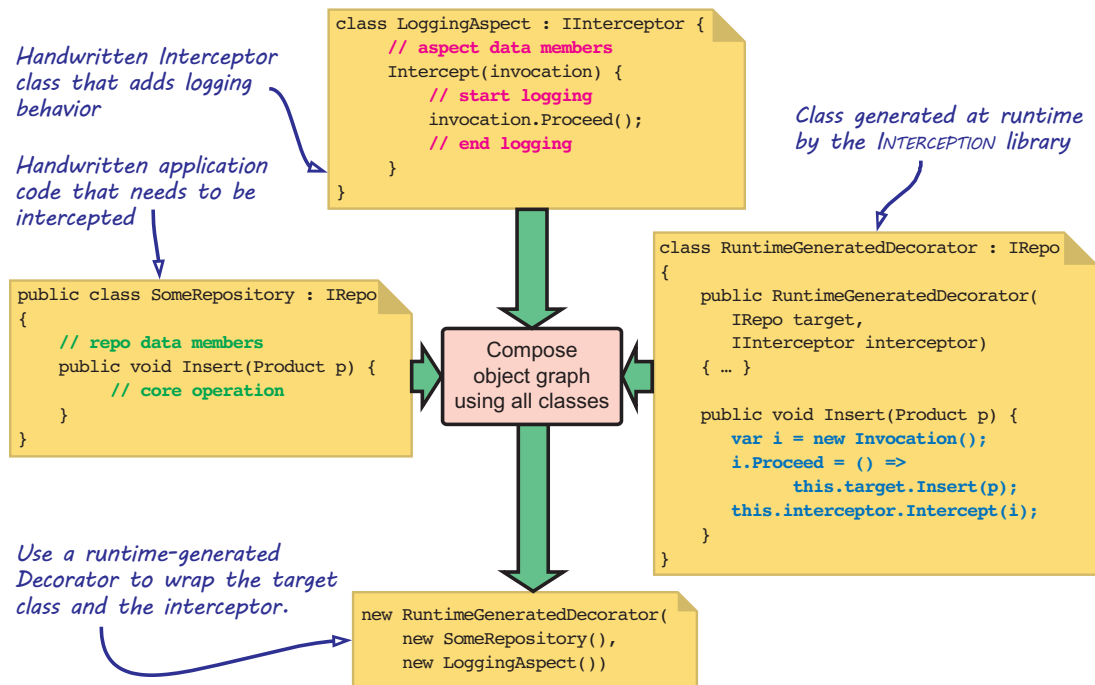 class LoggingAspect : IInterceptor {
// aspect data members
Intercept(invocation) {
// start logging
invocation.Proceed();
// end logging
}
}
Handwritten Interceptor
class that adds logging
behavior
Handwritten application
code that needs to be
intercepted
Class generated at runtime
by the INTERCEPTION library
public class SomeRepository : IRepo
{
// repo data members
public void Insert(Product p) {
// core operation
}
}
Compose
object graph
using all classes
class RuntimeGeneratedDecorator : IRepo
{
public RuntimeGeneratedDecorator(
IRepo target,
IInterceptor interceptor)
{ … }
public void Insert(Product p) {
var i = new Invocation();
i.Proceed = () =>
this.target.Insert(p);
this.interceptor.Intercept(i);
}
}
Use a runtime-generated
Decorator to wrap the target
class and the interceptor.
new RuntimeGeneratedDecorator(
new SomeRepository(),
new LoggingAspect())